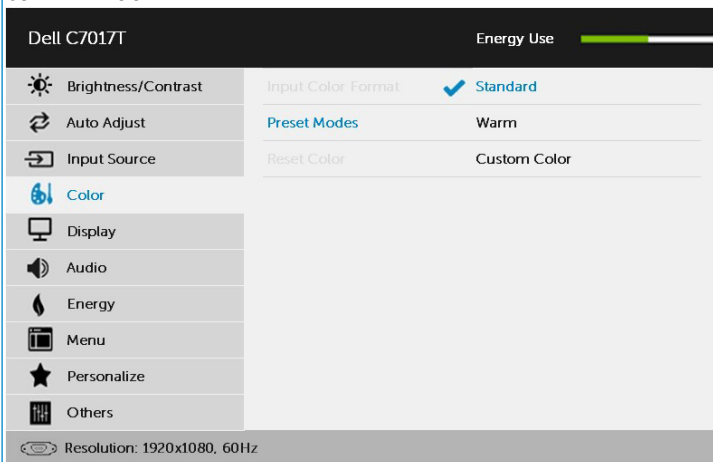 Dell C7017T Energy Use
Brightness/Contrast Input Color Format Standard
Auto Adjust Preset Modes Warm
Input Source Reset Color Custom Color
Color
Display
Audio
Energy
Menu
Personalize
Others
Resolution: 1920x1080, 60Hz